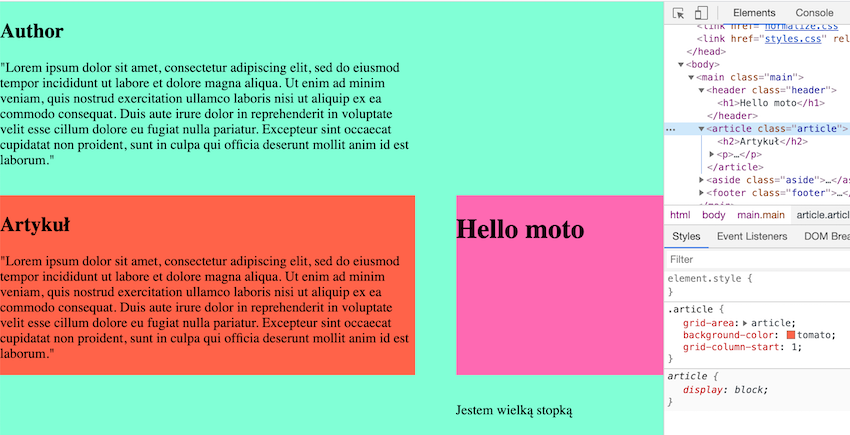 Author
"Lorem ipsum dolor sit amet, consectetur adipiscing elit, sed do eiusmod
tempor incididunt ut labore et dolore magna aliqua. Ut enim ad minim
veniam, quis nostrud exercitation ullamco laboris nisi ut aliquip ex ea
commodo consequat. Duis aute irure dolor in reprehenderit in voluptate
velit esse cillum dolore eu fugiat nulla pariatur. Excepteur sint occaecat
cupidatat non proident, sunt in culpa qui officia deserunt mollit anim id est
laborum."
Artykuł
"Lorem ipsum dolor sit amet, consectetur adipiscing elit, sed do eiusmod
tempor incididunt ut labore et dolore magna aliqua. Ut enim ad minim
veniam, quis nostrud exercitation ullamco laboris nisi ut aliquip ex ea
commodo consequat. Duis aute irure dolor in reprehenderit in voluptate
velit esse cillum dolore eu fugiat nulla pariatur. Excepteur sint occaecat
cupidatat non proident, sunt in culpa qui officia deserunt mollit anim id est
laborum."
Hello moto
Jestem wielką stopką
Elements Console
<link href="normalize.css
<link href="styles.css" rel
</head>
<body>
<main class="main">
<header class="header">
<h1>Hello moto</h1>
</header>
<article class="article">
<h2>Artykuł</h2>
<p>…</p>
</article>
<aside class="aside">…</a
<footer class="footer">…</
html body main.main article.artic
Styles Event Listeners DOM Brea
Filter
element.style {
}
.article {
grid-area: article;
background-color: tomato;
grid-column-start: 1;
}
article {
display: block;
}